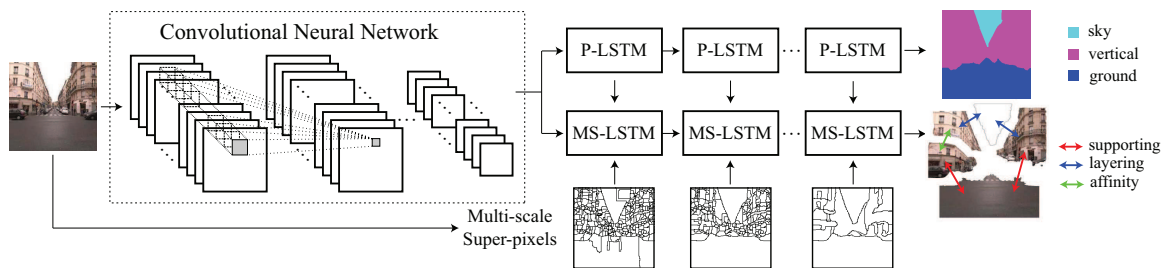 Convolutional Neural Network
P-LSTM
P-LSTM
···
P-LSTM
MS-LSTM
MS-LSTM
···
MS-LSTM
sky
vertical
ground
supporting
layering
affinity
Multi-scale
Super-pixels